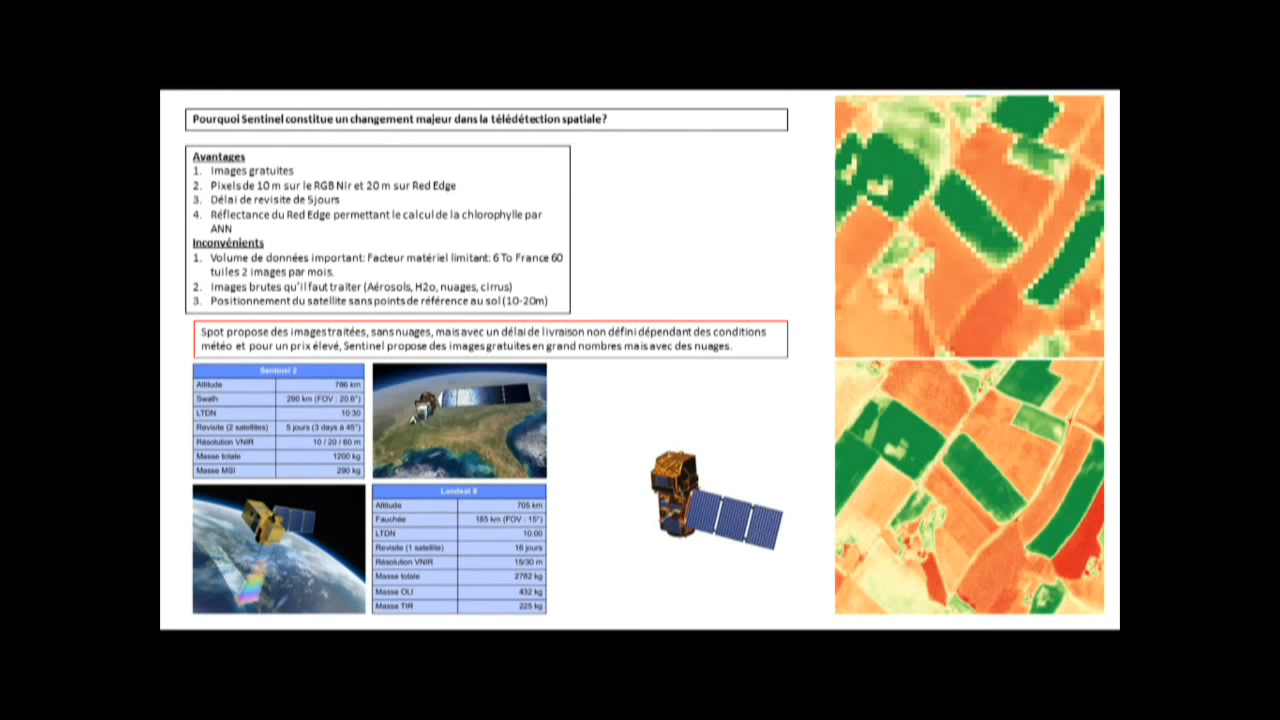 Pourquoi Sentinel constitue un changement majeur dans la télédétection spatiale?
Avantages
1. Images gratuites
2. Pixels de 10 m sur le RGB Nir et 20 m sur Red Edge
3. Délai de revisite de 5jours
4. Réflectance du Red Edge permettant le calcul de la chlorophylle par
ANN
Inconvénients
1. Volume de données important: Facteur matériel limitant: 6 To France 60
tuiles 2 images par mois.
2. Images brutes qu'il faut traiter (Aérosols, H2o, nuages, cirrus)
3. Positionnement du satellite sans points de référence au sol (10-20m)
Spot propose des images traitées, sans nuages, mais avec un délai de livraison non défini dépendant des conditions
météo et pour un prix élevé, Sentinel propose des images gratuites en grand nombres mais avec des nuages.
Sentinel 2
Altitude 786 km
Swath 290 km (FOV : 20.6°)
LTDN 10:30
Revisite (2 satellites) 5 jours (3 days à 45°)
Résolution VNIR 10 / 20 / 60 m
Masse totale 1200 kg
Masse MSI 290 kg
Landsat 8
Altitude 705 km
Fauchée 185 km (FOV : 15°)
LTDN 10:00
Revisite (1 satellite) 16 jours
Résolution VNIR 15/30 m
Masse totale 2782 kg
Masse OLI 432 kg
Masse TIR 225 kg